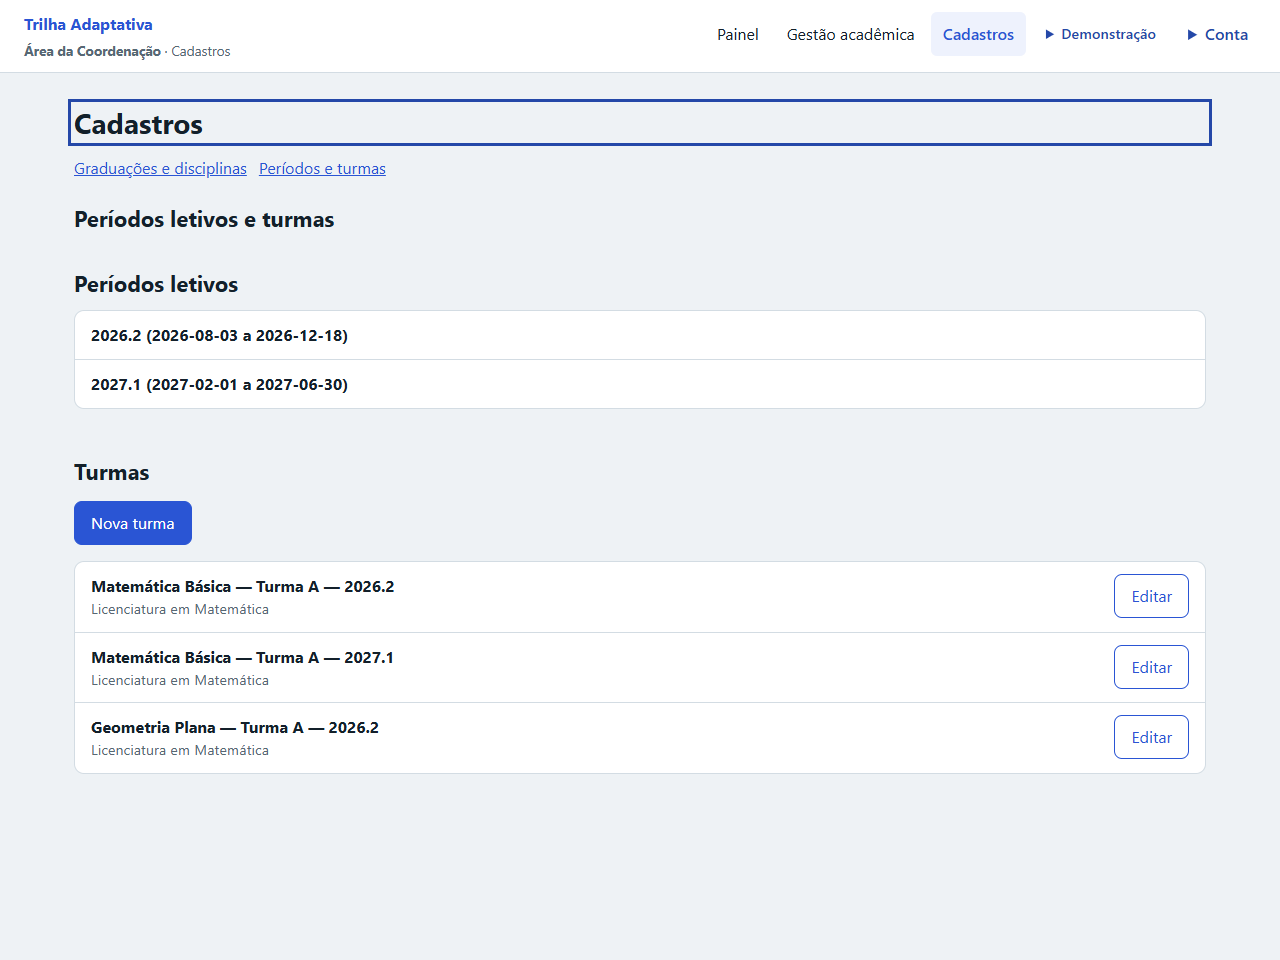 Trilha Adaptativa
Área da Coordenação · Cadastros
Painel
Gestão acadêmica
Cadastros
Demonstração
Conta
Cadastros
Graduações e disciplinas
Períodos e turmas
Períodos letivos e turmas
Períodos letivos
2026.2 (2026-08-03 a 2026-12-18)
2027.1 (2027-02-01 a 2027-06-30)
Turmas
Nova turma
Matemática Básica — Turma A — 2026.2
Licenciatura em Matemática
Editar
Matemática Básica — Turma A — 2027.1
Licenciatura em Matemática
Editar
Geometria Plana — Turma A — 2026.2
Licenciatura em Matemática
Editar